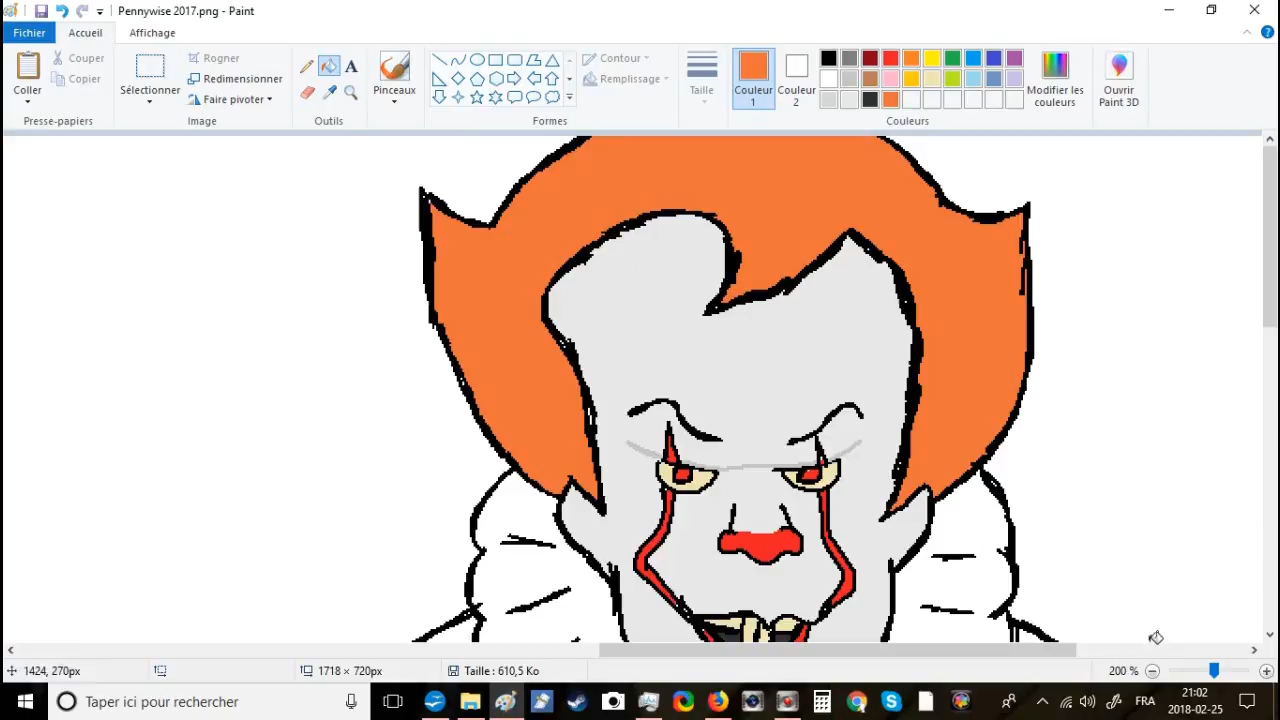 Pennywise 2017.png - Paint
Fichier Accueil Affichage
Coller
Couper
Copier
Presse-papiers
Sélectionner
Rogner
Redimensionner
Faire pivoter
Image
A
Outils
Pinceaux
Contour
Remplissage
Formes
Taille
Couleur
1
Couleur
2
Modifier les
couleurs
Couleurs
Ouvrir
Paint 3D
1424, 270px
1718 × 720px
Taille : 610,5 Ko
200 %
Taper ici pour rechercher
FRA
21:02
2018-02-25